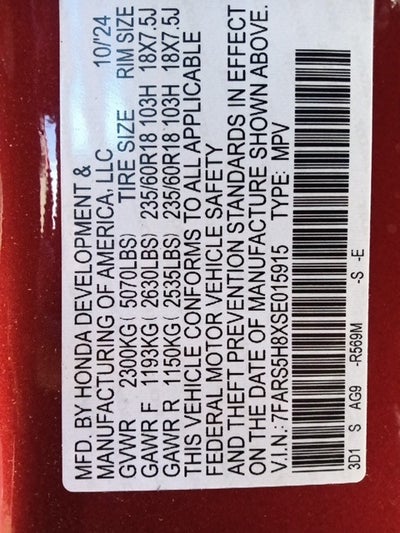 MFD. BY HONDA DEVELOPMENT &
MANUFACTURING OF AMERICA, LLC 10/'24
GVWR 2300KG ( 5070LBS) TIRE SIZE RIM SIZE
GAWR F 1193KG ( 2630LBS) 235/60R18 103H 18X7.5J
GAWR R 1150KG ( 2535LBS) 235/60R18 103H 18X7.5J
THIS VEHICLE CONFORMS TO ALL APPLICABLE
FEDERAL MOTOR VEHICLE SAFETY
AND THEFT PREVENTION STANDARDS IN EFFECT
ON THE DATE OF MANUFACTURE SHOWN ABOVE.
V.I.N.: 7FARS5H8XSE016915 TYPE: MPV
3D1 S AG9 -R569M -S -E